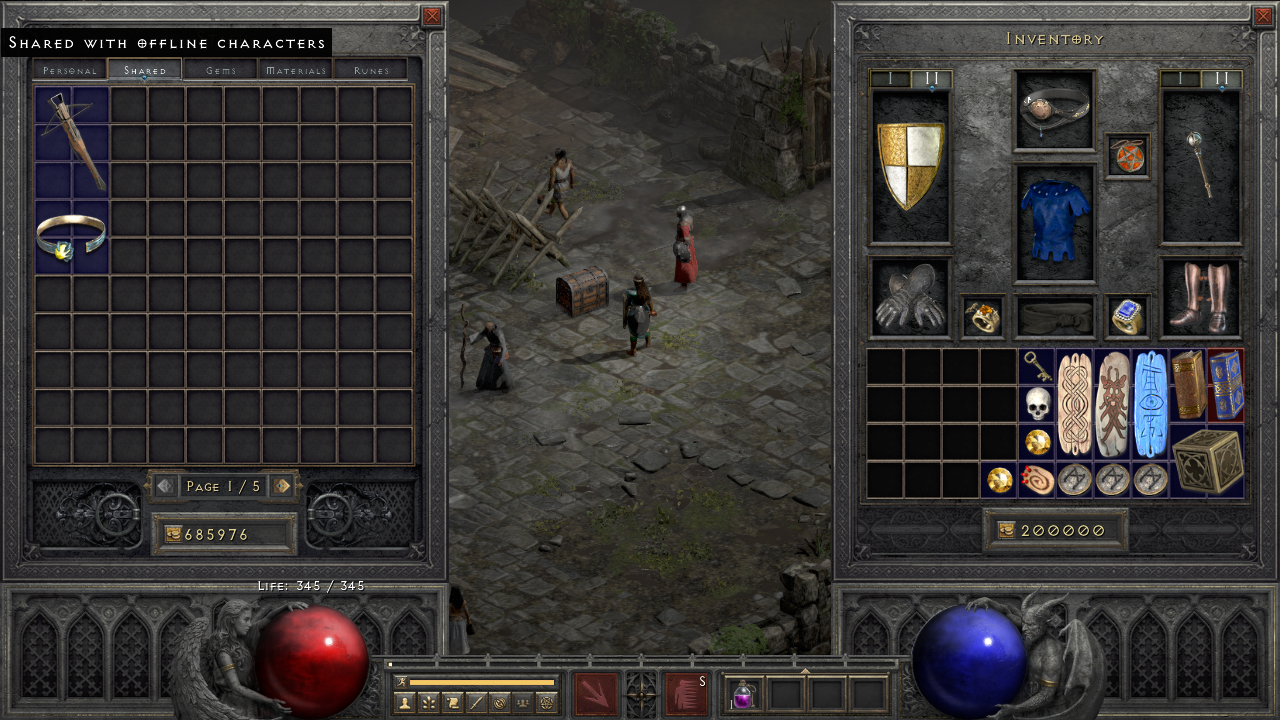 Shared with offline characters
Personal
Shared
Gems
Materials
Runes
Page 1 / 5
685976
Inventory
I
II
I
II
200000
Life: 345 / 345
S
1